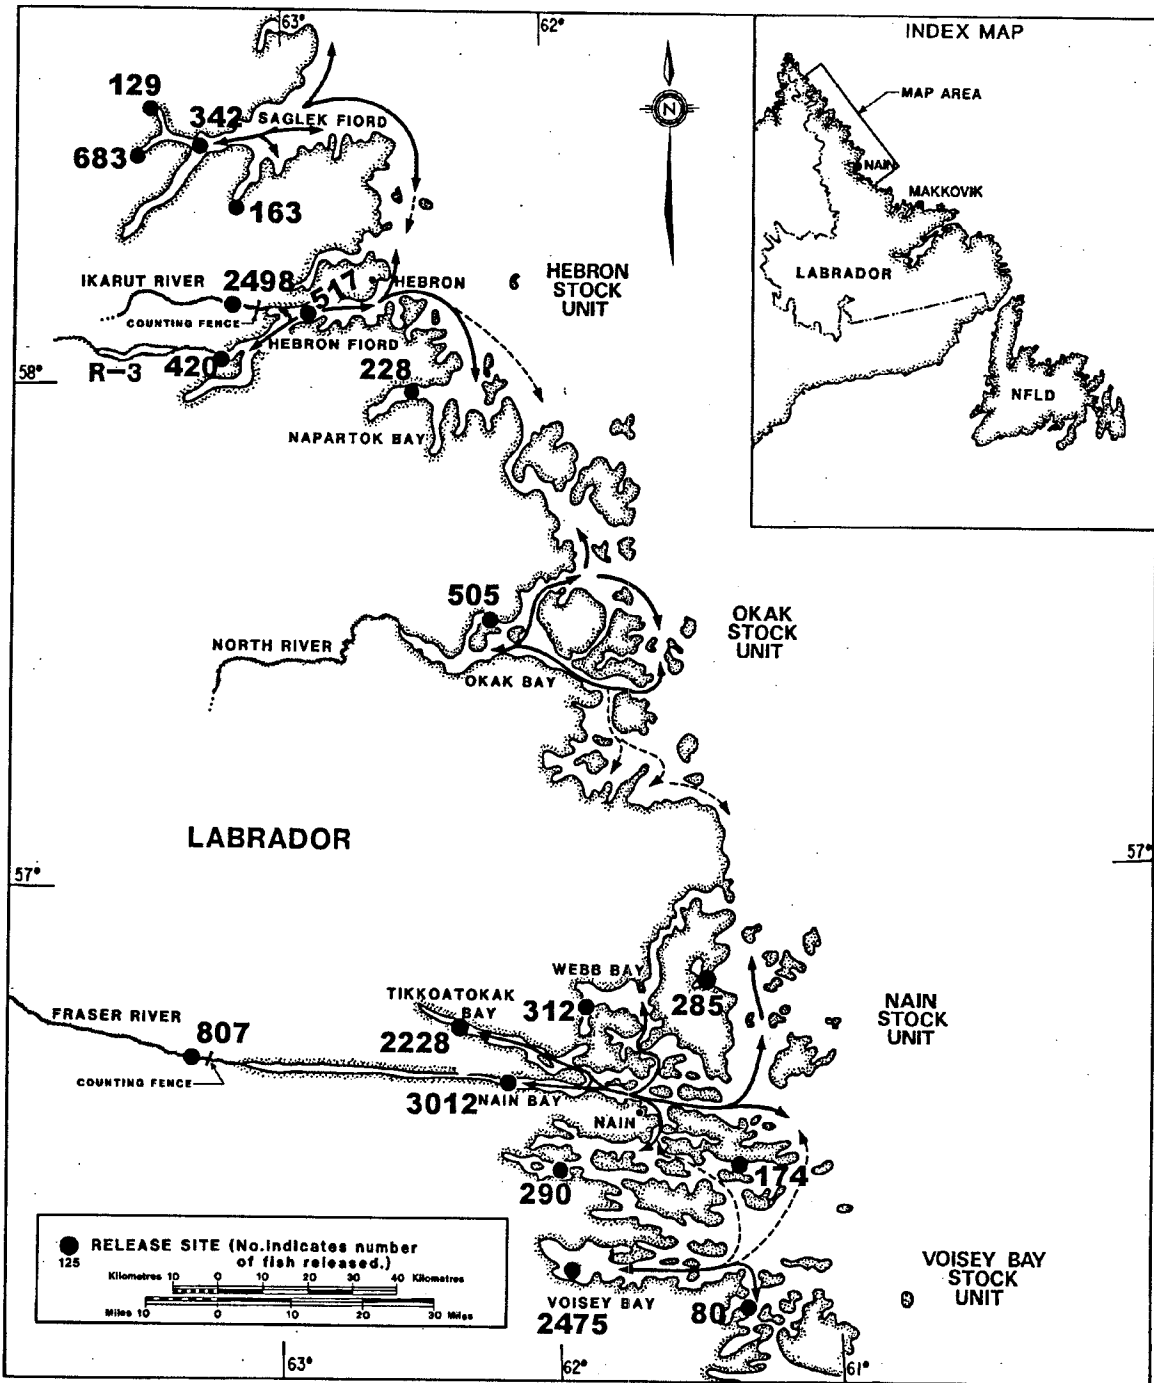 63°
62°
INDEX MAP
MAP AREA
NAIN
MAKKOVIK
LABRADOR
NFLD
N
129
342
SAGLEK FIORD
683
163
IKARUT RIVER
2498
517
HEBRON
COUNTING FENCE
HEBRON FIORD
R-3
420
228
58°
NAPARTOK BAY
HEBRON
STOCK
UNIT
505
NORTH RIVER
OKAK BAY
OKAK
STOCK
UNIT
LABRADOR
57°
57°
WEBB BAY
TIKKOATOKAK
BAY
312
285
NAIN
STOCK
UNIT
FRASER RIVER
807
2228
COUNTING FENCE
3012
NAIN BAY
NAIN
290
174
RELEASE SITE (No. indicates number
of fish released.)
125
Kilometres 10 0 10 20 30 40 Kilometres
Miles 10 0 10 20 30 Miles
VOISEY BAY
2475
80
VOISEY BAY
STOCK
UNIT
63°
62°
61°